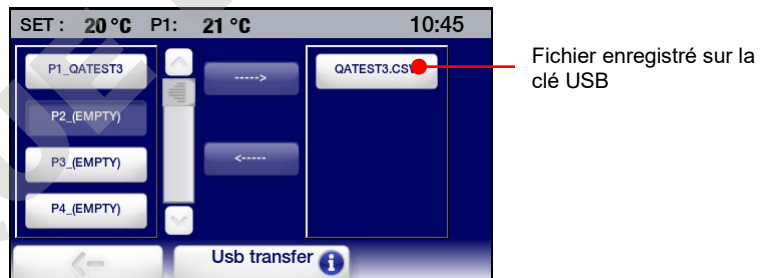 SET : 20 °C P1: 21 °C 10:45
P1_QATEST3
P2_(EMPTY)
P3_(EMPTY)
P4_(EMPTY)
----->
<-----
QATEST3.CSV
Usb transfer
Fichier enregistré sur la
clé USB